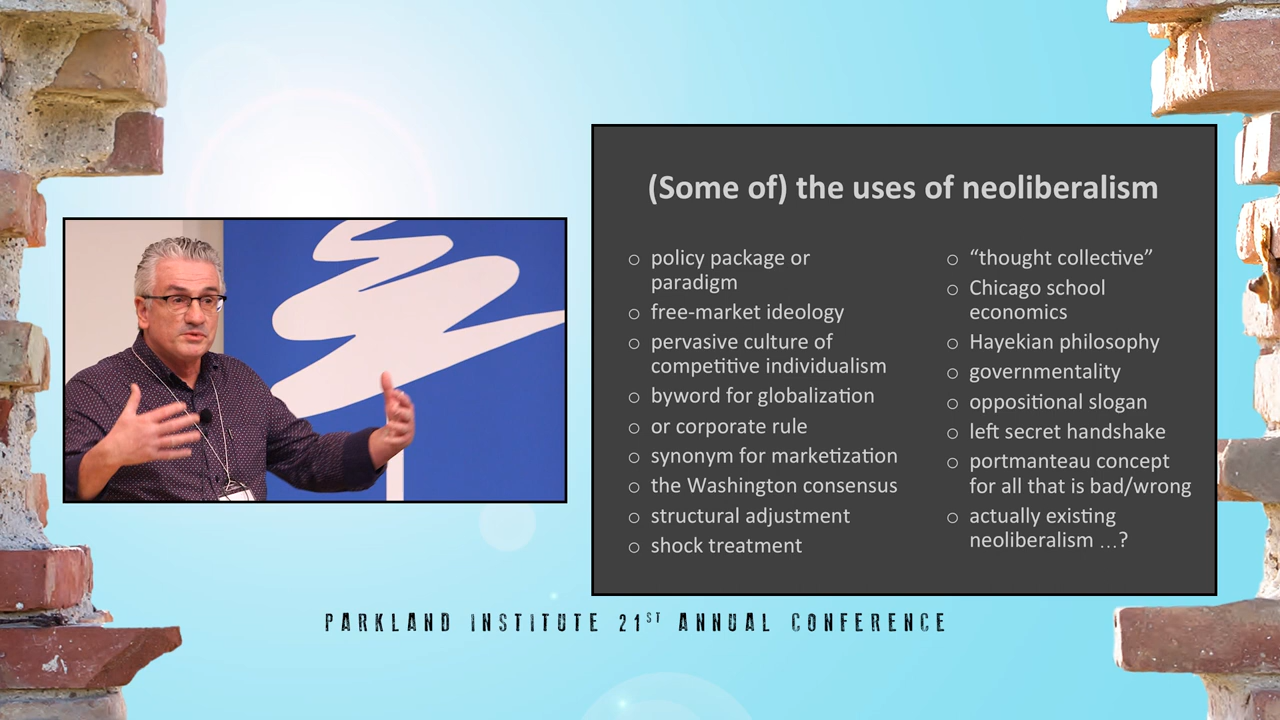 (Some of) the uses of neoliberalism
○ policy package or
paradigm
○ free-market ideology
○ pervasive culture of
competitive individualism
○ byword for globalization
○ or corporate rule
○ synonym for marketization
○ the Washington consensus
○ structural adjustment
○ shock treatment
○ “thought collective”
○ Chicago school
economics
○ Hayekian philosophy
○ governmentality
○ oppositional slogan
○ left secret handshake
○ portmanteau concept
for all that is bad/wrong
○ actually existing
neoliberalism …?
PARKLAND INSTITUTE 21ST ANNUAL CONFERENCE